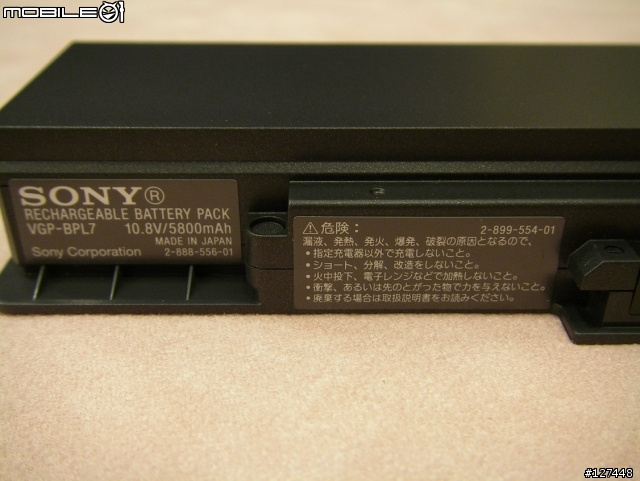 MOBILE01
SONY®
RECHARGEABLE BATTERY PACK
VGP-BPL7 10.8V/5800mAh
MADE IN JAPAN
Sony Corporation 2-888-556-01
⚠危険： 2-899-554-01
漏液、発熱、発火、爆発、破裂の原因となるので、
•指定充電器以外で充電しないこと。
•ショート、分解、改造をしないこと。
•火中投下、電子レンジなどで加熱しないこと。
•衝撃、あるいは先のとがった物で力を与えないこと。
•廃棄する場合は取扱説明書をお読みください。
#127448